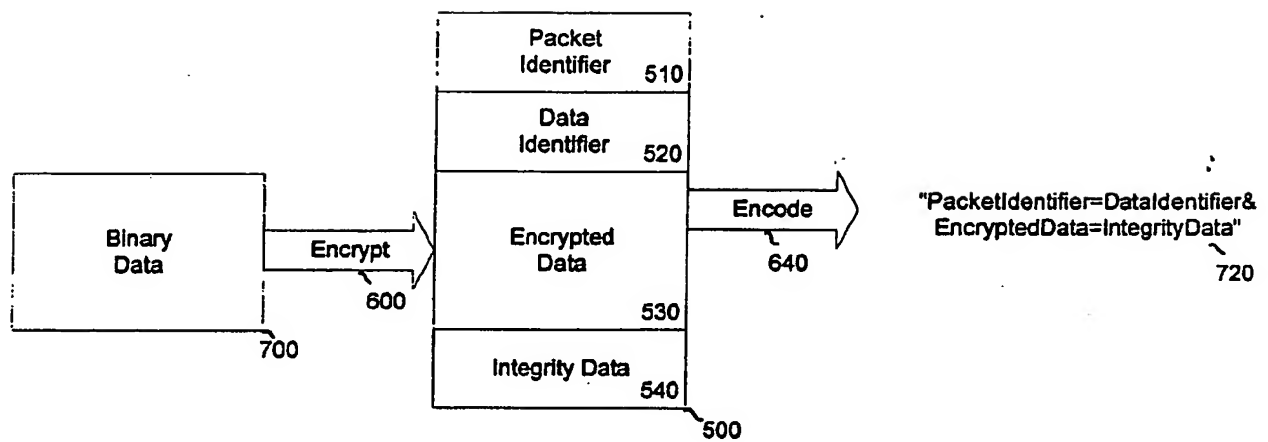 Packet
Identifier
510
Data
Identifier
520
Binary
Data
700
Encrypt
600
Encrypted
Data
530
Integrity Data
540
500
Encode
640
"PacketIdentifier=DataIdentifier&
EncryptedData=IntegrityData"
720